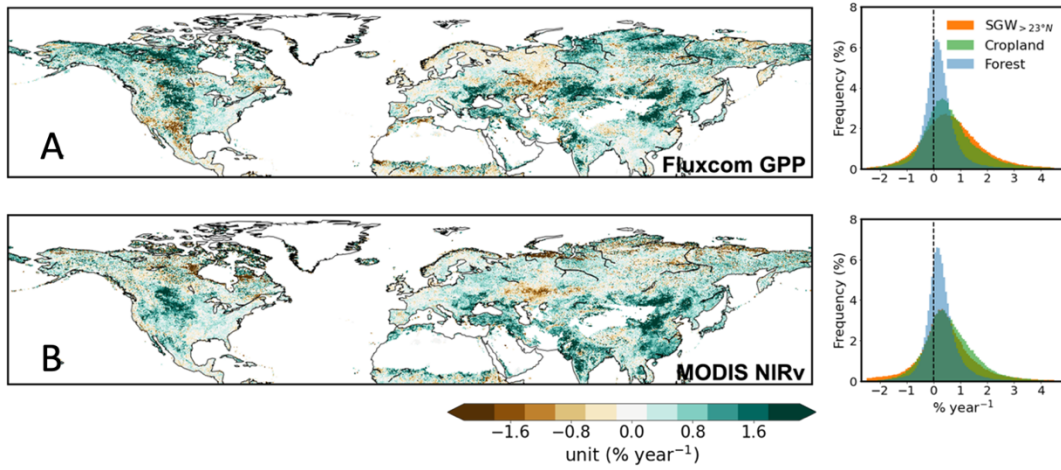 A
Fluxcom GPP
8
6
4
2
0
Frequency (%)
SGW>23°N
Cropland
Forest
−2 −1 0 1 2 3 4
B
MODIS NIRv
8
6
4
2
0
Frequency (%)
−2 −1 0 1 2 3 4
% year−1
−1.6 −0.8 0.0 0.8 1.6
unit (% year−1)